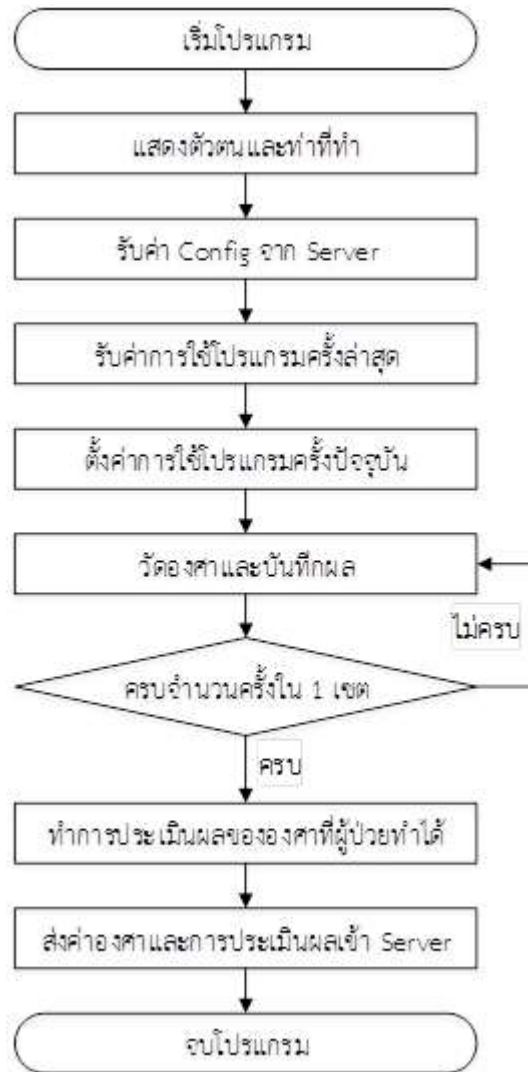 เริ่มโปรแกรม
แสดงตัวตนและท่าที่ทำ
รับค่า Config จาก Server
รับค่าการใช้โปรแกรมครั้งล่าสุด
ตั้งค่าการใช้โปรแกรมครั้งปัจจุบัน
วัดองศาและบันทึกผล
ไม่ครบ
ครบจำนวนครั้งใน 1 เซต
ครบ
ทำการประเมินผลขององศาที่ผู้ป่วยทำได้
ส่งค่าองศาและการประเมินผลเข้า Server
จบโปรแกรม